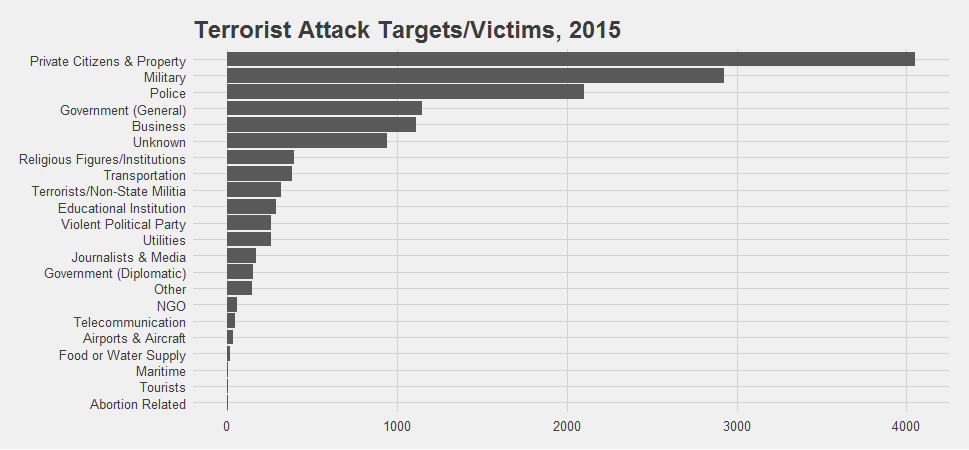 Terrorist Attack Targets/Victims, 2015
Private Citizens & Property
Military
Police
Government (General)
Business
Unknown
Religious Figures/Institutions
Transportation
Terrorists/Non-State Militia
Educational Institution
Violent Political Party
Utilities
Journalists & Media
Government (Diplomatic)
Other
NGO
Telecommunication
Airports & Aircraft
Food or Water Supply
Maritime
Tourists
Abortion Related
0 1000 2000 3000 4000